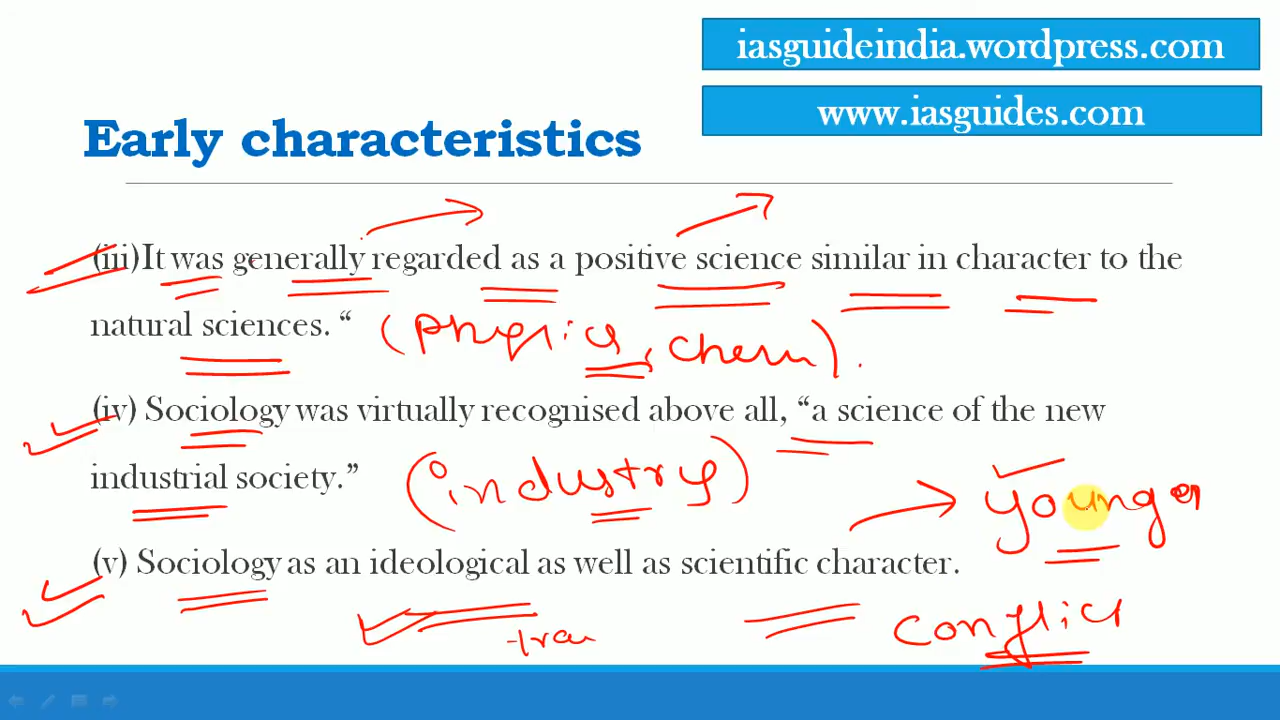 iasguideindia.wordpress.com
www.iasguides.com
Early characteristics
(iii)It was generally regarded as a positive science similar in character to the
natural sciences.“ (Physics, chem).
(iv) Sociology was virtually recognised above all, “a science of the new
industrial society.” (industry)
younger
(v) Sociology as an ideological as well as scientific character.
conflict